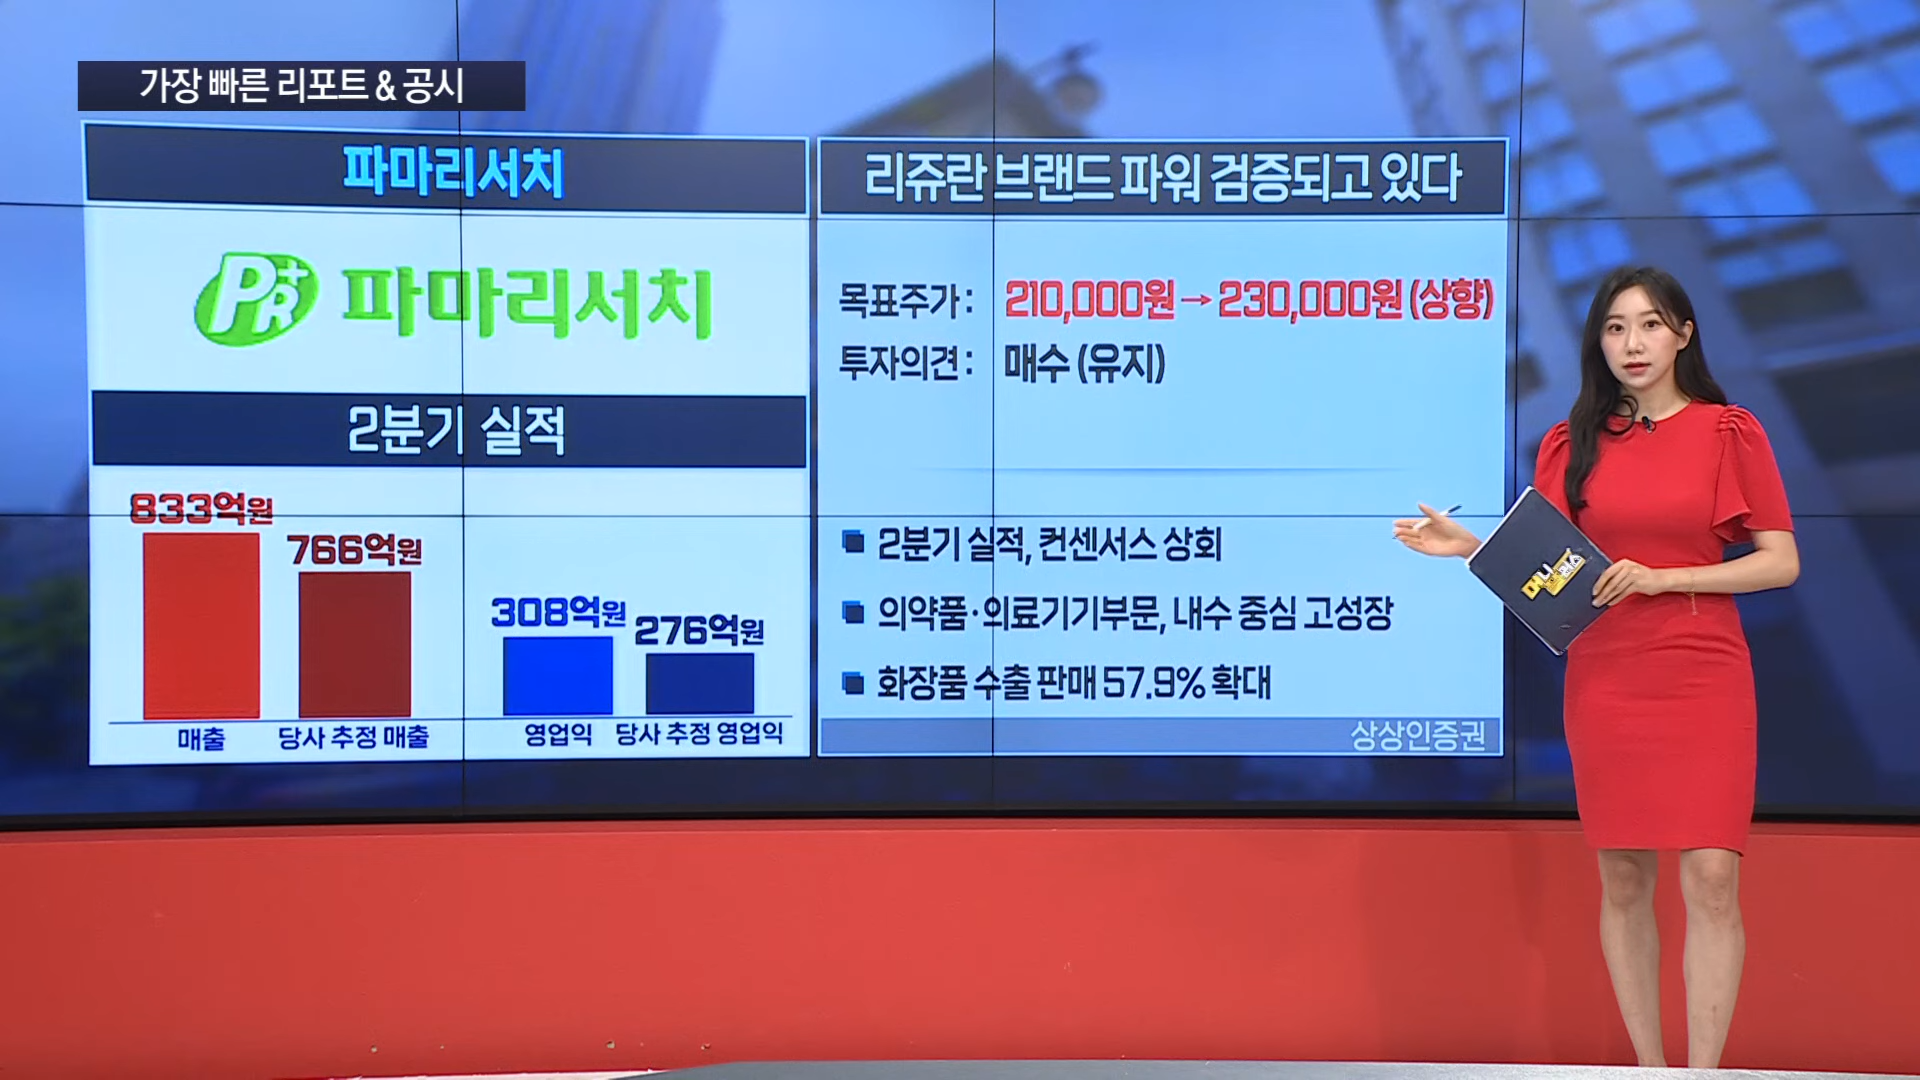 가장 빠른 리포트 & 공시
파마리서치
PR
파마리서치
2분기 실적
833억원
766억원
308억원
276억원
매출
당사 추정 매출
영업익
당사 추정 영업익
리쥬란 브랜드 파워 검증되고 있다
목표주가: 210,000원→230,000원 (상향)
투자의견: 매수 (유지)
2분기 실적, 컨센서스 상회
의약품·의료기기부문, 내수 중심 고성장
화장품 수출 판매 57.9% 확대
상상인증권